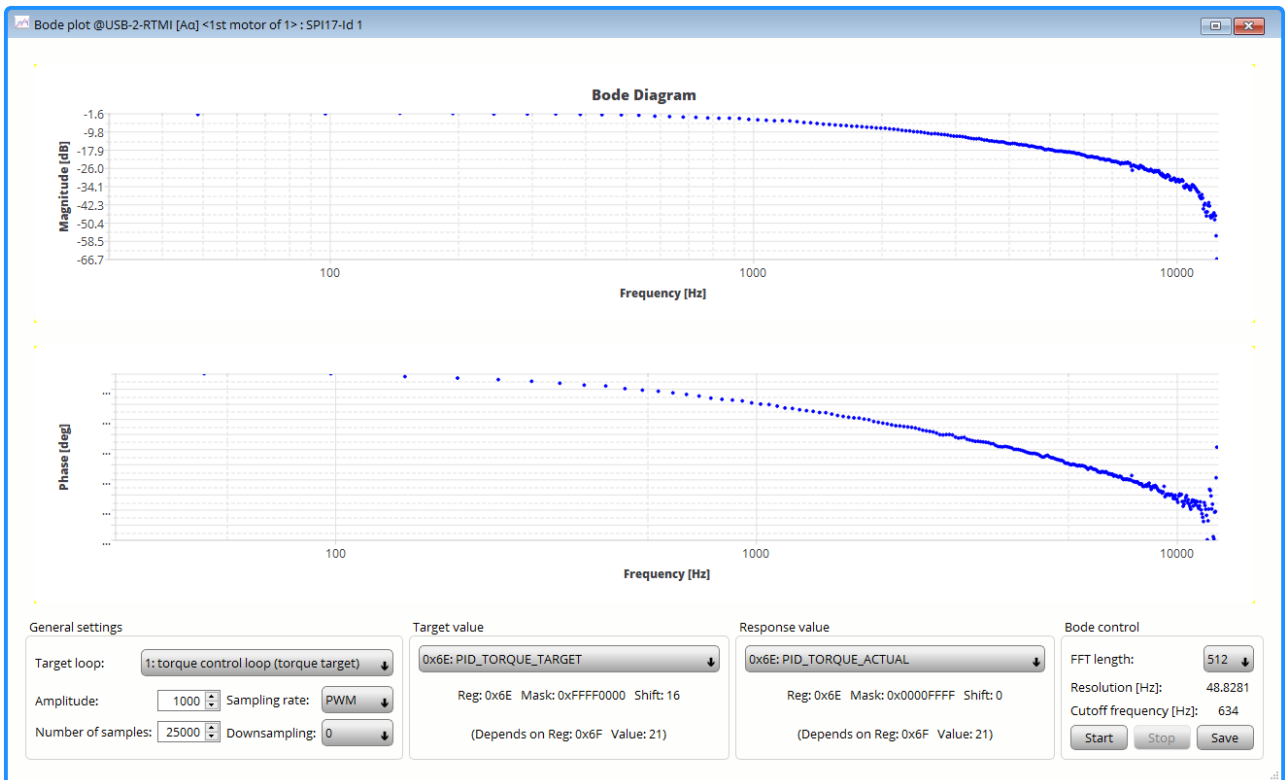 Bode plot @USB-2-RTMI [Aα] <1st motor of 1> : SPI17-Id 1
Bode Diagram
Magnitude [dB]
-1.6
-9.8
-17.9
-26.0
-34.1
-42.3
-50.4
-58.5
-66.7
100 1000 10000
Frequency [Hz]
Phase [deg]
...
...
...
...
...
...
100 1000 10000
Frequency [Hz]
General settings
Target loop: 1: torque control loop (torque target)
Amplitude: 1000 Sampling rate: PWM
Number of samples: 25000 Downsampling: 0
Target value
0x6E: PID_TORQUE_TARGET
Reg: 0x6E Mask: 0xFFFF0000 Shift: 16
(Depends on Reg: 0x6F Value: 21)
Response value
0x6E: PID_TORQUE_ACTUAL
Reg: 0x6E Mask: 0x0000FFFF Shift: 0
(Depends on Reg: 0x6F Value: 21)
Bode control
FFT length: 512
Resolution [Hz]: 48.8281
Cutoff frequency [Hz]: 634
Start Stop Save